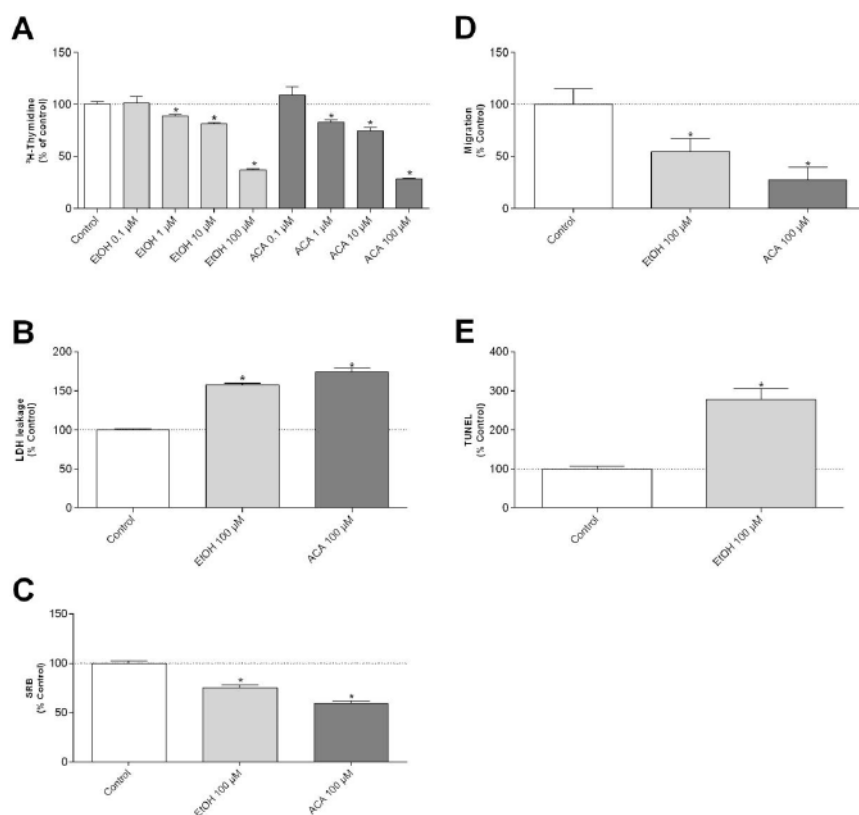 A
150
100
50
0
³H-Thymidine
(% of control)
Control
EtOH 0.1 µM
EtOH 1 µM
EtOH 10 µM
EtOH 100 µM
ACA 0.1 µM
ACA 1 µM
ACA 10 µM
ACA 100 µM
*
*
*
*
*
*
D
150
100
50
0
Migration
(% Control)
Control
EtOH 100 µM
ACA 100 µM
*
*
B
200
150
100
50
0
LDH leakage
(% Control)
Control
EtOH 100 µM
ACA 100 µM
*
*
E
400
300
200
100
0
TUNEL
(% Control)
Control
EtOH 100 µM
*
C
150
100
50
0
SRB
(% Control)
Control
EtOH 100 µM
ACA 100 µM
*
*